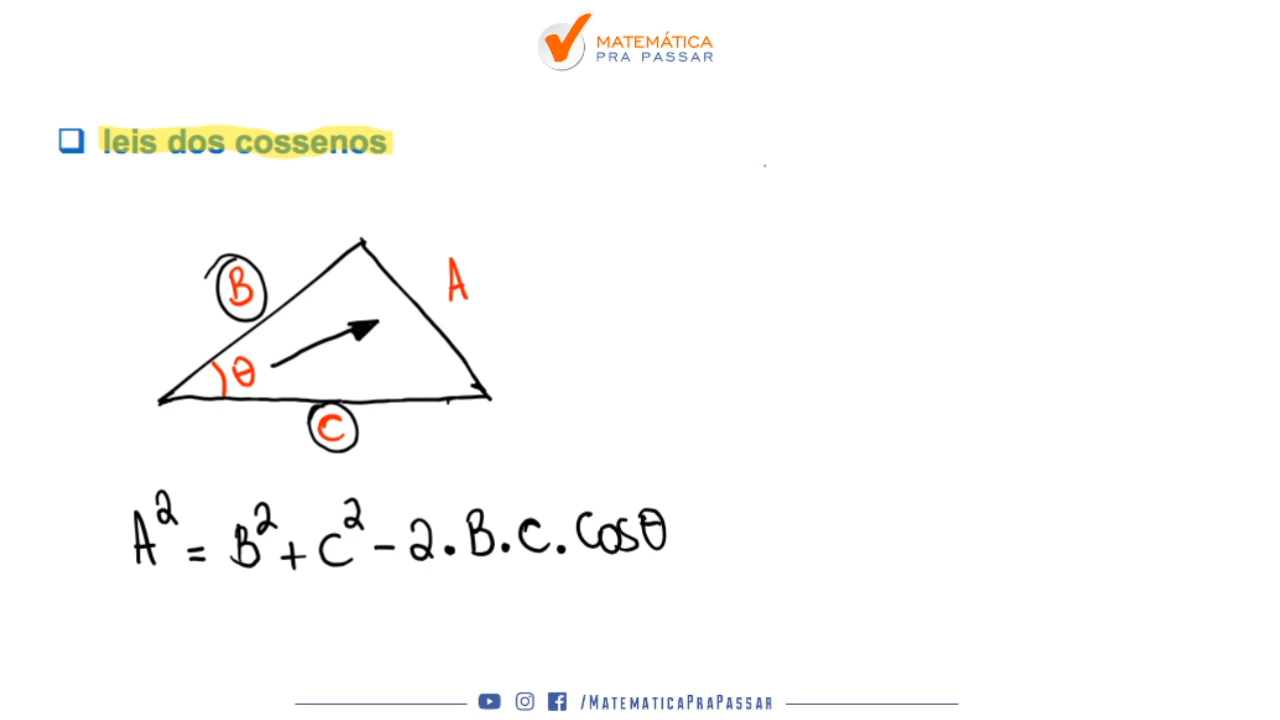 MATEMÁTICA
PRA PASSAR
leis dos cossenos
B
A
θ
C
A² = B² + C² - 2 . B . C . Cosθ
/MATEMATICAPRAPASSAR